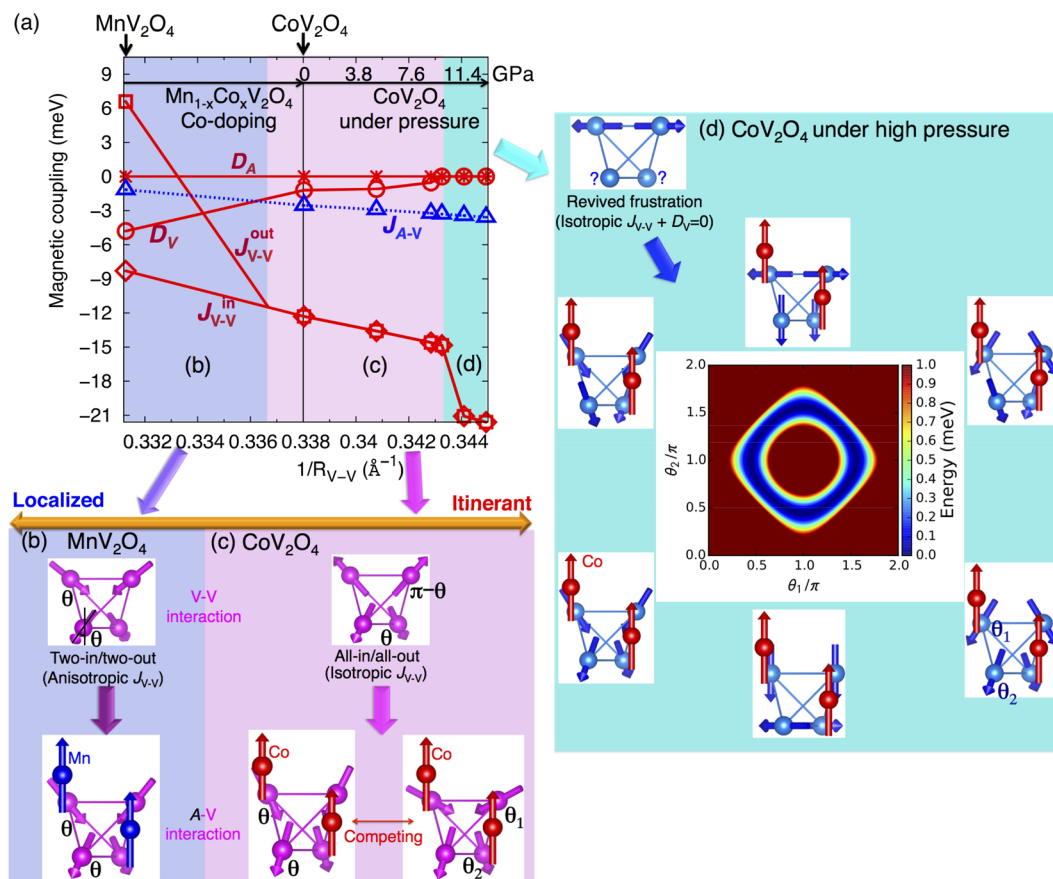 (a)
MnV2O4
CoV2O4
0 3.8 7.6 11.4 GPa
Mn1-xCoxV2O4
Co-doping
CoV2O4
under pressure
Magnetic coupling (meV)
9
6
3
0
−3
−6
−9
−12
−15
−18
−21
DA
DV
JA-V
JV-V^out
JV-V^in
(b)
(c)
(d)
0.332 0.334 0.336 0.338 0.34 0.342 0.344
1/RV−V (Å−1)
Localized
Itinerant
(b) MnV2O4
(c) CoV2O4
θ
θ
V-V
interaction
π−θ
θ
Two-in/two-out
(Anisotropic JV-V)
All-in/all-out
(Isotropic JV-V)
Mn
θ
θ
A-V
interaction
Co
θ
θ
Competing
Co
θ1
θ2
(d) CoV2O4 under high pressure
? ?
Revived frustration
(Isotropic JV-V + DV=0)
2.0
1.5
1.0
0.5
0.0
θ2/π
0.0 0.5 1.0 1.5 2.0
θ1/π
1.0
0.9
0.8
0.7
0.6
0.5
0.4
0.3
0.2
0.1
0.0
Energy (meV)
Co
θ1
θ2